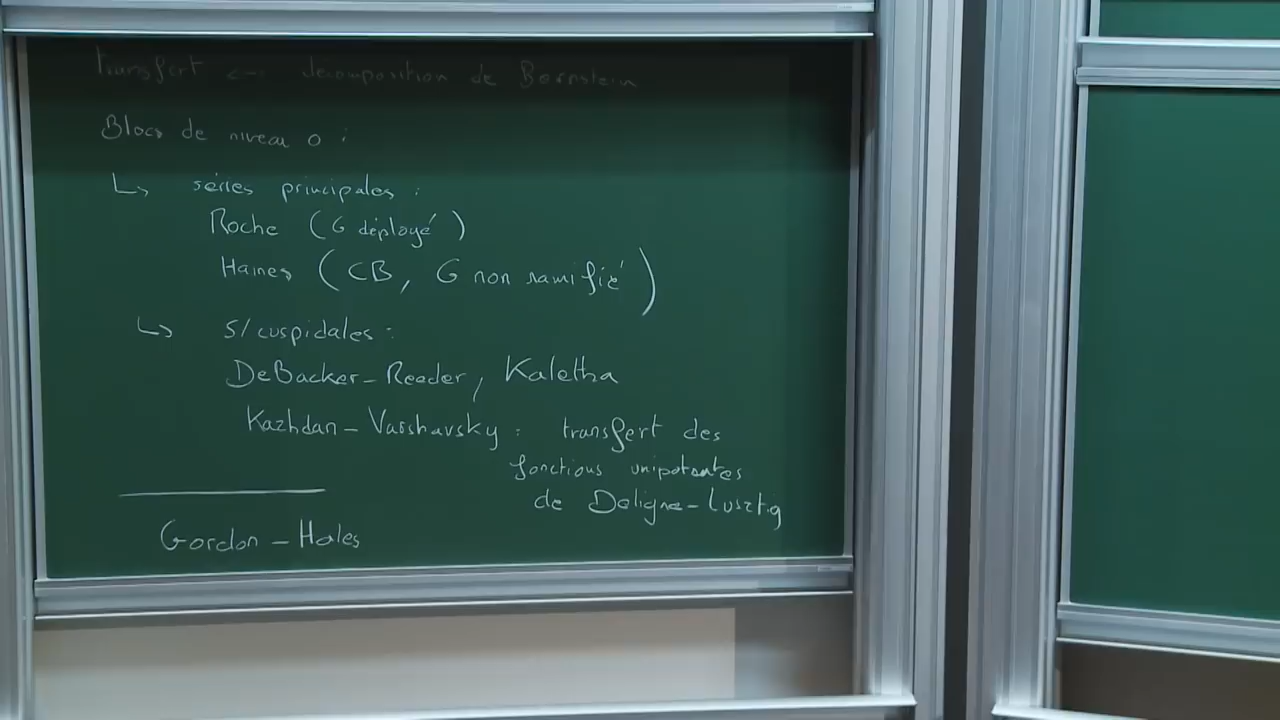 Transfert ← décomposition de Bernstein
Blocs de niveau 0 :
↳ séries principales :
Roche (G déployé)
Haines (CB, G non ramifié)
↳ s/cuspidales :
DeBacker-Reeder, Kaletha
Kazhdan-Varshavsky : transfert des
fonctions unipotentes
de Deligne-Lusztig
Gordon-Hales